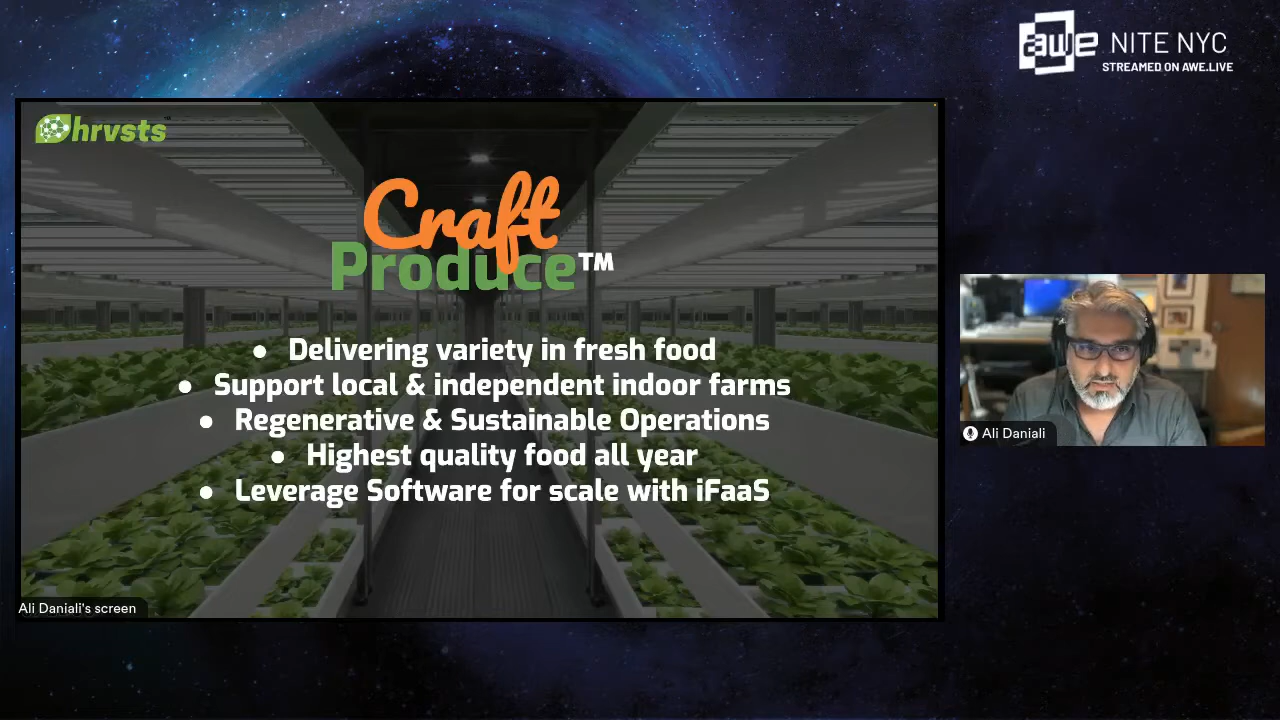 awe NITE NYC
STREAMED ON AWE.LIVE
hrvsts
Craft
Produce™
● Delivering variety in fresh food
● Support local & independent indoor farms
● Regenerative & Sustainable Operations
● Highest quality food all year
● Leverage Software for scale with iFaaS
Ali Daniali
Ali Daniali's screen